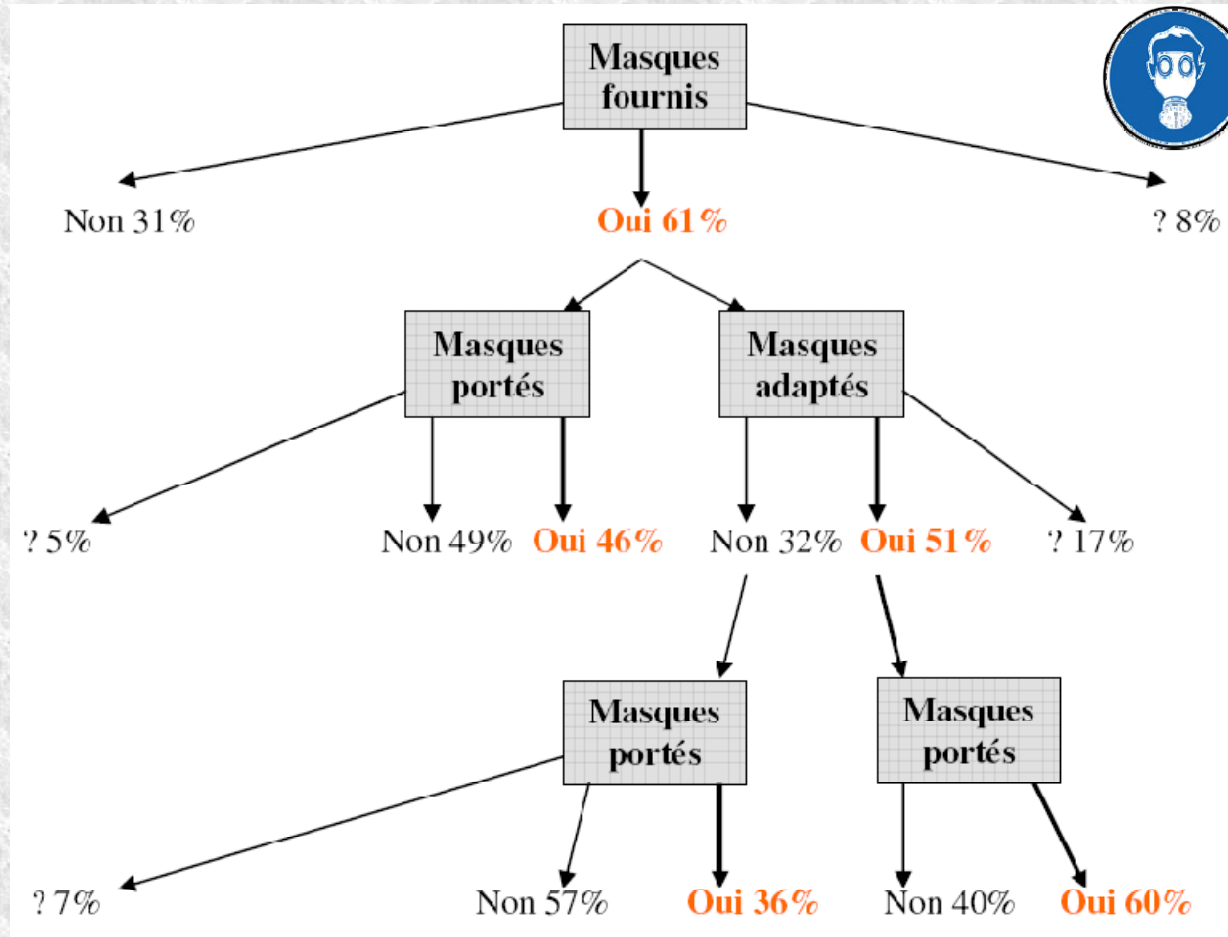 Masques
fournis
Non 31%
Oui 61%
? 8%
Masques
portés
Masques
adaptés
? 5%
Non 49%
Oui 46%
Non 32%
Oui 51%
? 17%
Masques
portés
Masques
portés
? 7%
Non 57%
Oui 36%
Non 40%
Oui 60%